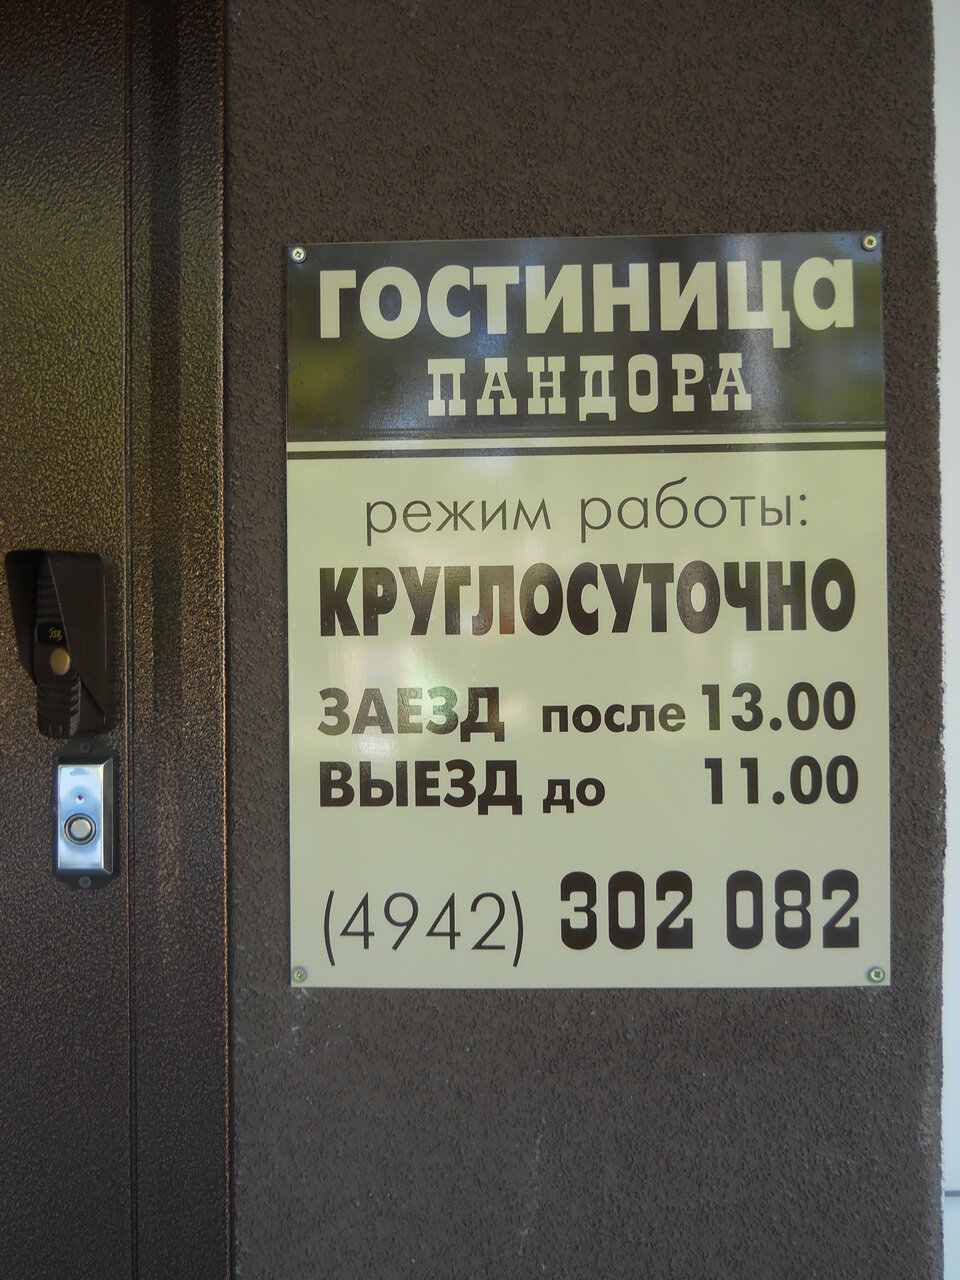 гостиница
ПАНДОРА
режим работы:
КРУГЛОСУТОЧНО
ЗАЕЗД после 13.00
ВЫЕЗД до 11.00
(4942) 302 082